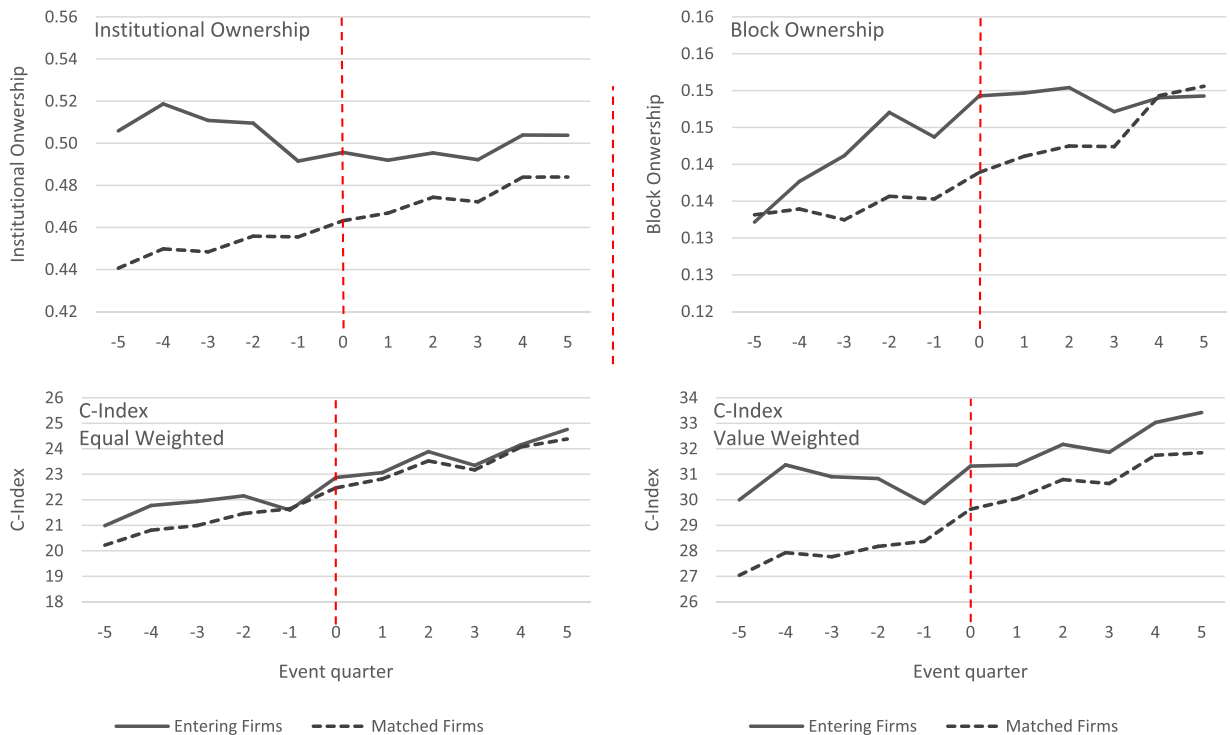 Institutional Ownership
Institutional Onwership
0.56
0.54
0.52
0.50
0.48
0.46
0.44
0.42
-5 -4 -3 -2 -1 0 1 2 3 4 5
Block Ownership
Block Onwership
0.16
0.16
0.15
0.15
0.14
0.14
0.13
0.13
0.12
-5 -4 -3 -2 -1 0 1 2 3 4 5
C-Index
Equal Weighted
C-Index
26
25
24
23
22
21
20
19
18
-5 -4 -3 -2 -1 0 1 2 3 4 5
Event quarter
Entering Firms Matched Firms
C-Index
Value Weighted
C-Index
34
33
32
31
30
29
28
27
26
-5 -4 -3 -2 -1 0 1 2 3 4 5
Event quarter
Entering Firms Matched Firms